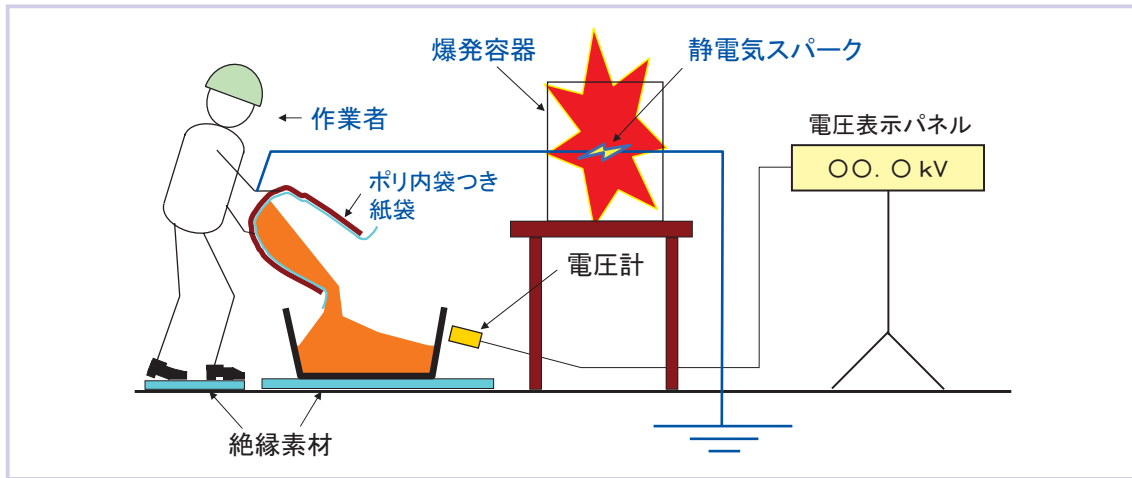 爆発容器
静電気スパーク
作業者
電圧表示パネル
○○. ○ kV
ポリ内袋つき
紙袋
電圧計
絶縁素材